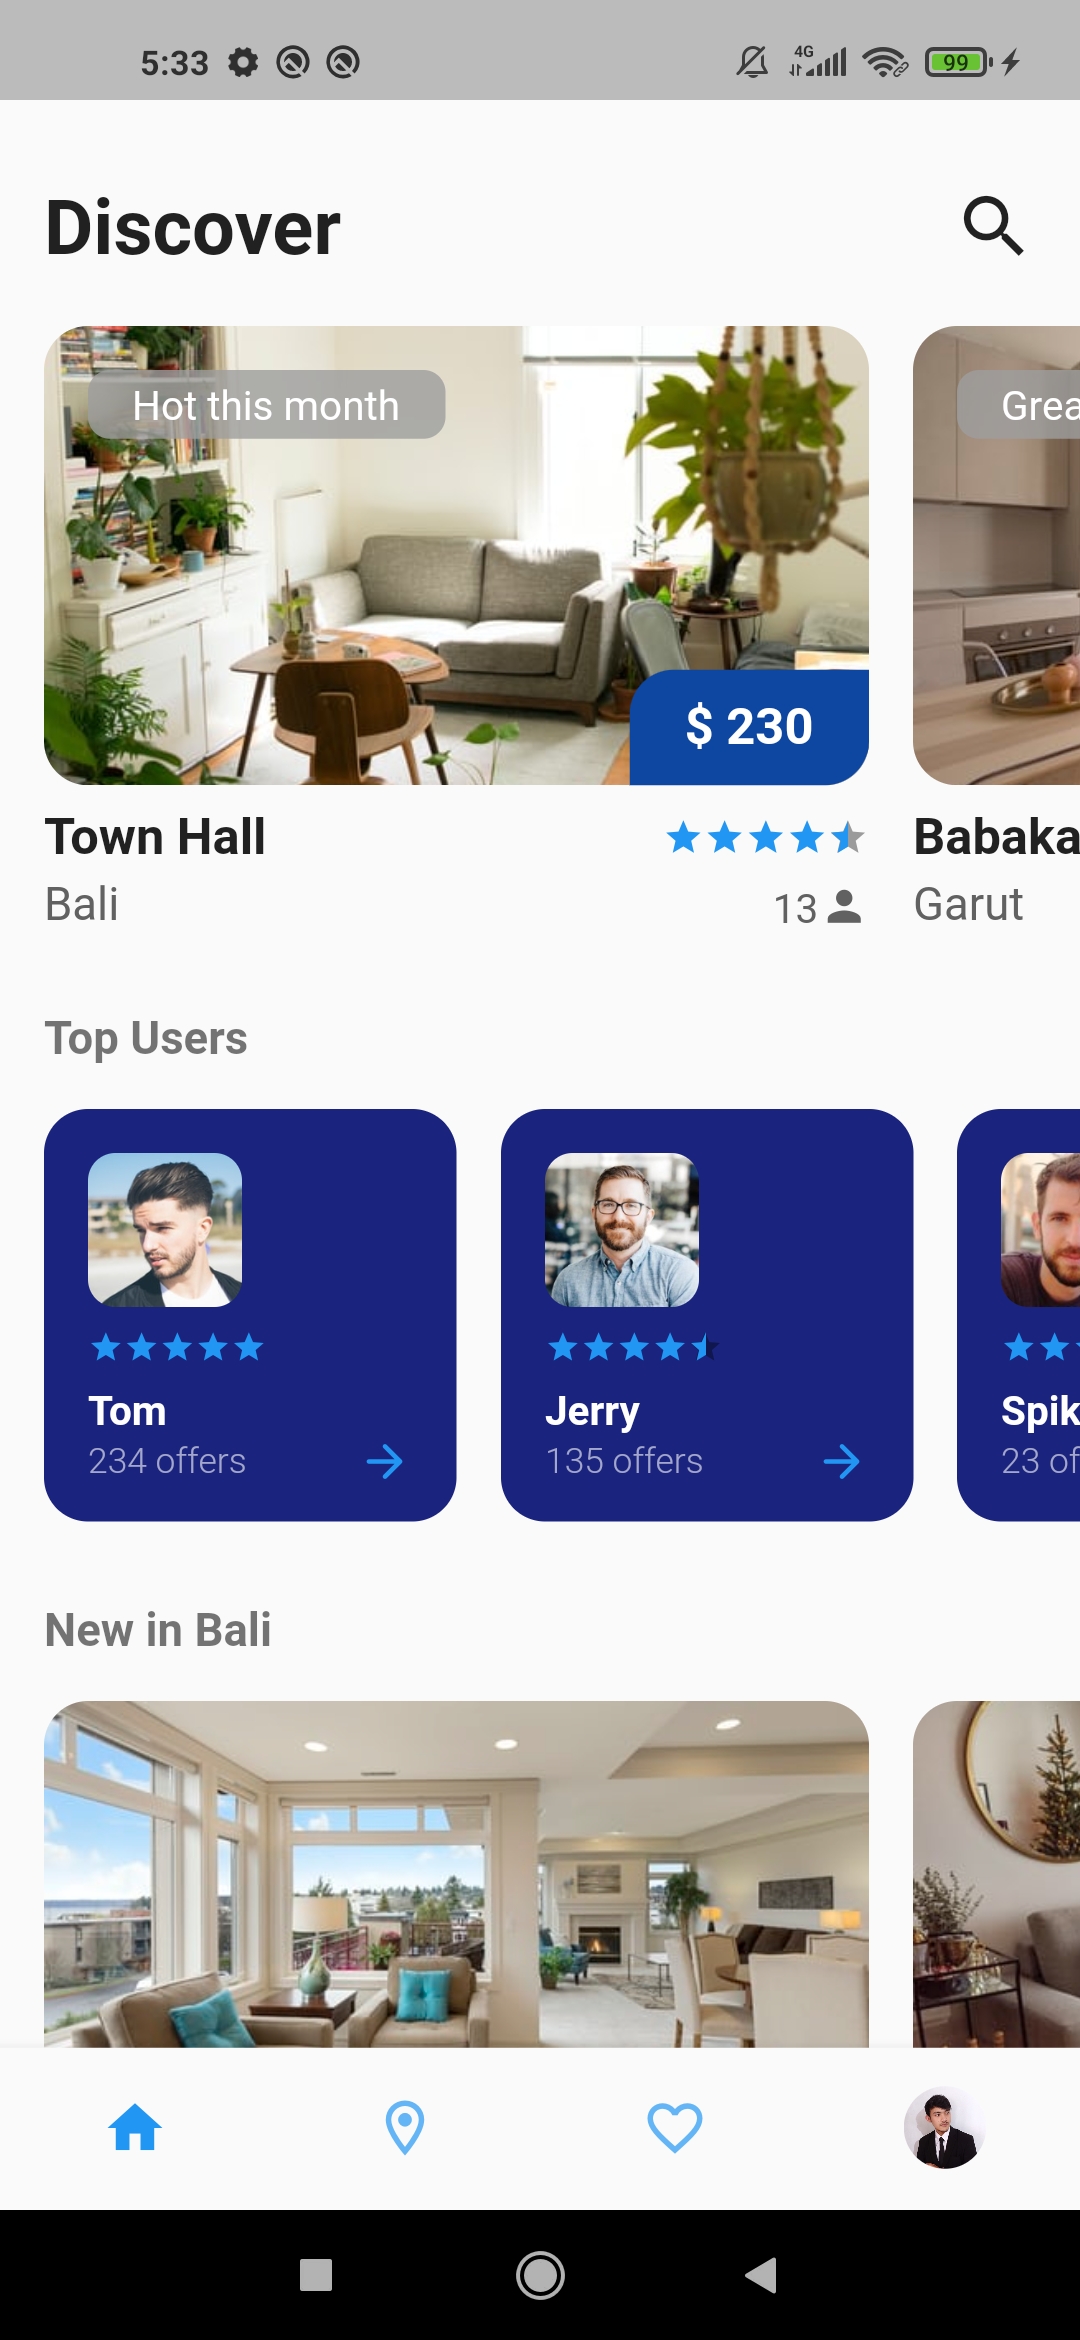 5:33 4G 99
Discover
Hot this month
Grea
$ 230
Town Hall
Babaka
Bali
13
Garut
Top Users
Tom
Jerry
Spik
234 offers
135 offers
23 of
New in Bali